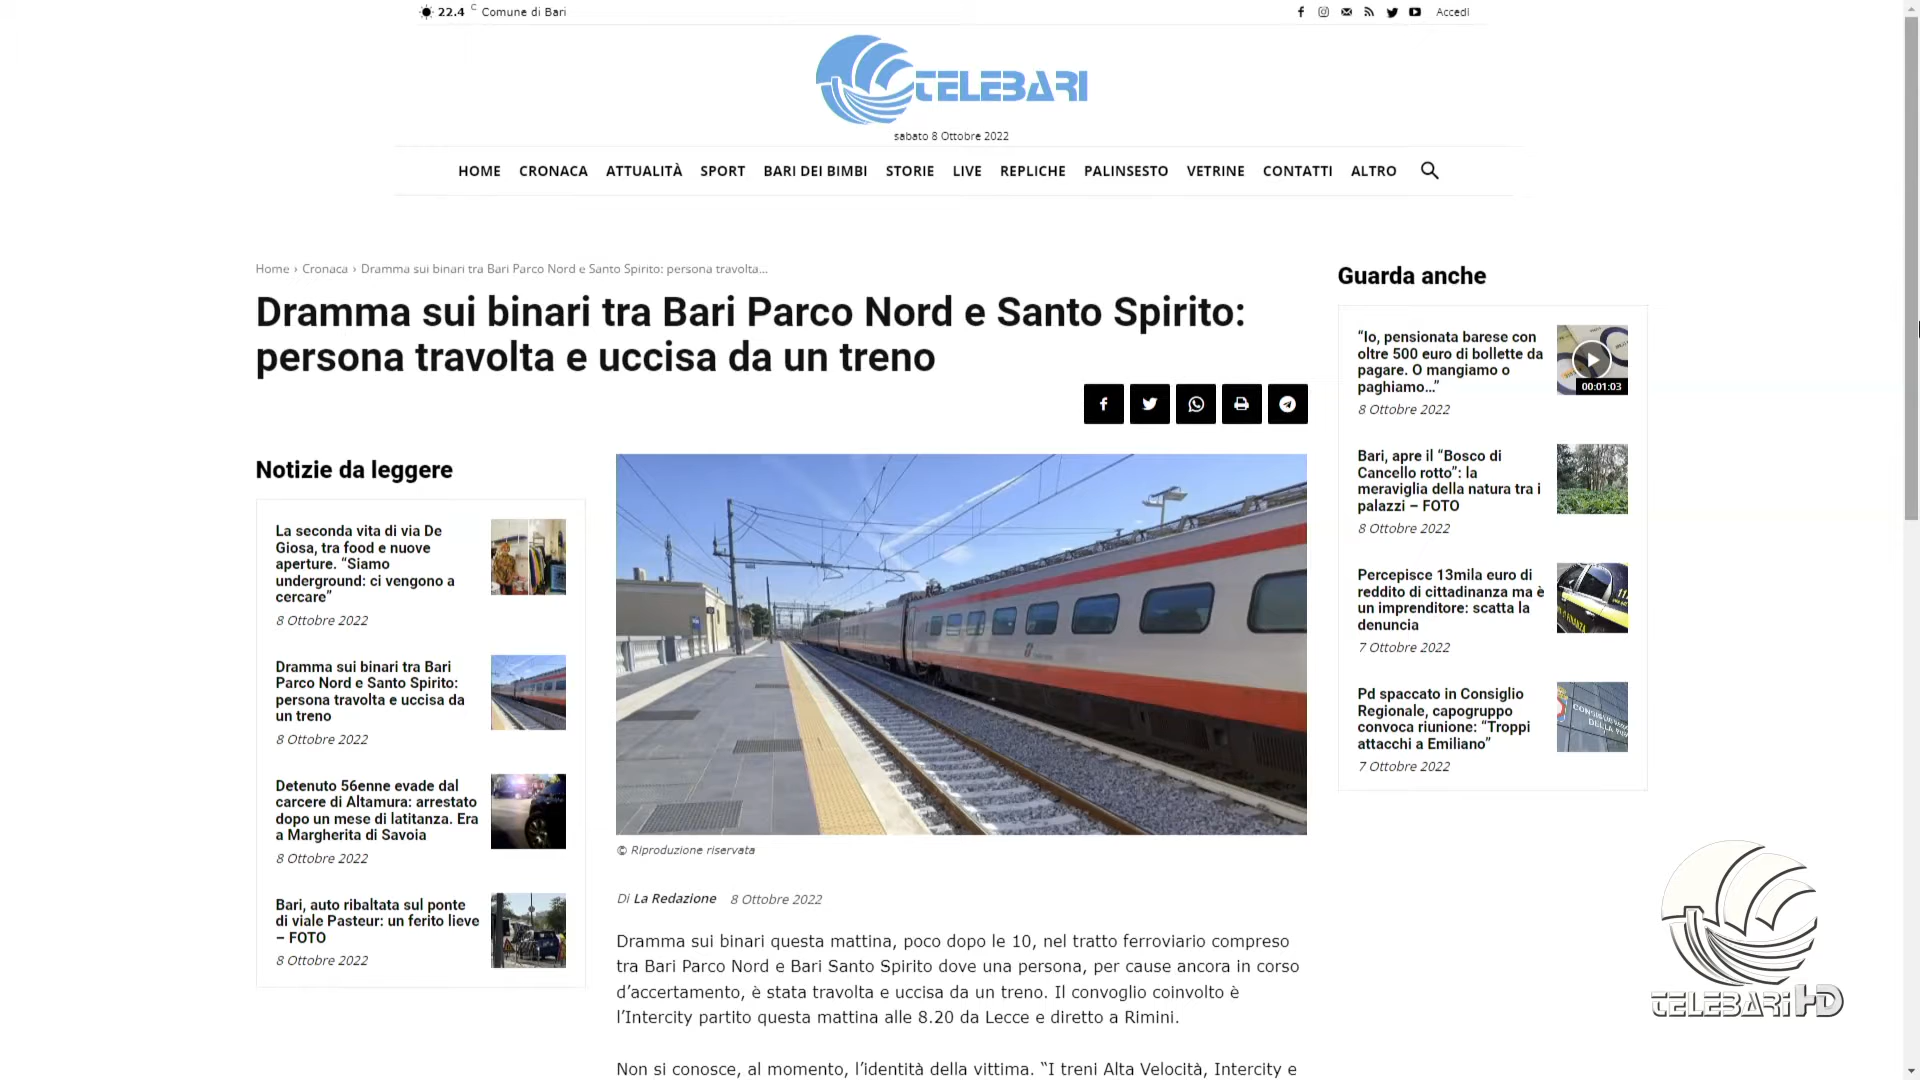 22.4 C Comune di Bari
Accedi
TELEBARI
sabato 8 Ottobre 2022
HOME CRONACA ATTUALITÀ SPORT BARI DEI BIMBI STORIE LIVE REPLICHE PALINSESTO VETRINE CONTATTI ALTRO
Home › Cronaca › Dramma sui binari tra Bari Parco Nord e Santo Spirito: persona travolta...
Dramma sui binari tra Bari Parco Nord e Santo Spirito:
persona travolta e uccisa da un treno
Notizie da leggere
La seconda vita di via De
Giosa, tra food e nuove
aperture. “Siamo
underground: ci vengono a
cercare”
8 Ottobre 2022
Dramma sui binari tra Bari
Parco Nord e Santo Spirito:
persona travolta e uccisa da
un treno
8 Ottobre 2022
Detenuto 56enne evade dal
carcere di Altamura: arrestato
dopo un mese di latitanza. Era
a Margherita di Savoia
8 Ottobre 2022
Bari, auto ribaltata sul ponte
di viale Pasteur: un ferito lieve
– FOTO
8 Ottobre 2022
© Riproduzione riservata
Di La Redazione 8 Ottobre 2022
Dramma sui binari questa mattina, poco dopo le 10, nel tratto ferroviario compreso
tra Bari Parco Nord e Bari Santo Spirito dove una persona, per cause ancora in corso
d’accertamento, è stata travolta e uccisa da un treno. Il convoglio coinvolto è
l’Intercity partito questa mattina alle 8.20 da Lecce e diretto a Rimini.
Non si conosce, al momento, l’identità della vittima. “I treni Alta Velocità, Intercity e
Guarda anche
“Io, pensionata barese con
oltre 500 euro di bollette da
pagare. O mangiamo o
paghiamo…”
8 Ottobre 2022
00:01:03
Bari, apre il “Bosco di
Cancello rotto”: la
meraviglia della natura tra i
palazzi – FOTO
8 Ottobre 2022
Percepisce 13mila euro di
reddito di cittadinanza ma è
un imprenditore: scatta la
denuncia
7 Ottobre 2022
Pd spaccato in Consiglio
Regionale, capogruppo
convoca riunione: “Troppi
attacchi a Emiliano”
7 Ottobre 2022
TELEBARI HD